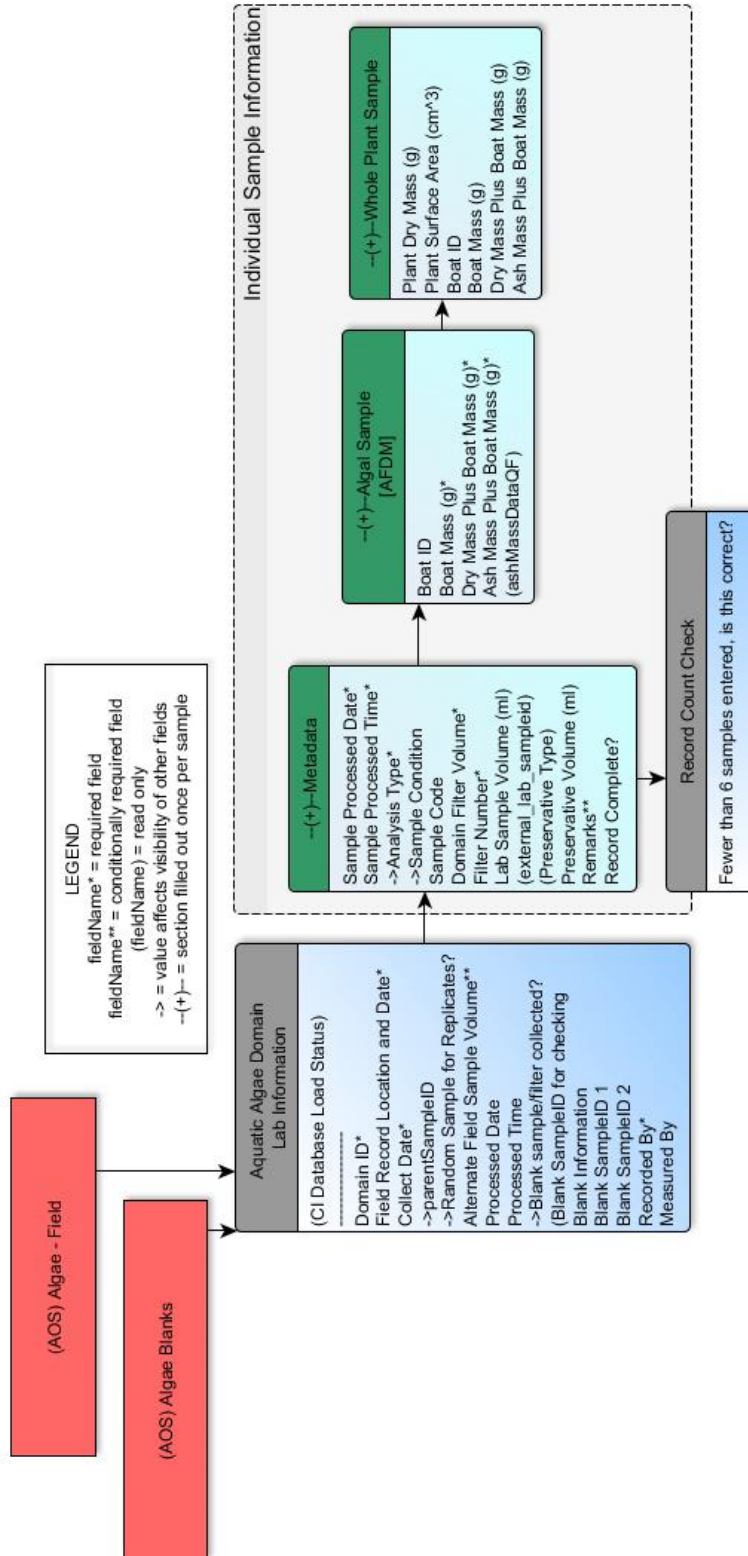 (AOS) Algae - Field
(AOS) Algae Blanks
LEGEND
fieldName* = required field
fieldName** = conditionally required field
(fieldName) = read only
-> = value affects visibility of other fields
--(+)-- = section filled out once per sample
Aquatic Algae Domain
Lab Information
(CI Database Load Status)
--------------------
Domain ID*
Field Record Location and Date*
Collect Date*
->parentSampleID
->Random Sample for Replicates?
Alternate Field Sample Volume**
Processed Date
Processed Time
->Blank sample/filter collected?
(Blank SampleID for checking
Blank Information
Blank SampleID 1
Blank SampleID 2
Recorded By*
Measured By
Individual Sample Information
--(+)--Metadata
Sample Processed Date*
Sample Processed Time*
->Analysis Type*
->Sample Condition
Sample Code
Domain Filter Volume*
Filter Number*
Lab Sample Volume (ml)
(external_lab_sampleid)
(Preservative Type)
Preservative Volume (ml)
Remarks**
Record Complete?
--(+)--Algal Sample
[AFDM]
Boat ID
Boat Mass (g)*
Dry Mass Plus Boat Mass (g)*
Ash Mass Plus Boat Mass (g)*
(ashMassDataQF)
--(+)--Whole Plant Sample
Plant Dry Mass (g)
Plant Surface Area (cm^3)
Boat ID
Boat Mass (g)
Dry Mass Plus Boat Mass (g)
Ash Mass Plus Boat Mass (g)
Record Count Check
Fewer than 6 samples entered, is this correct?